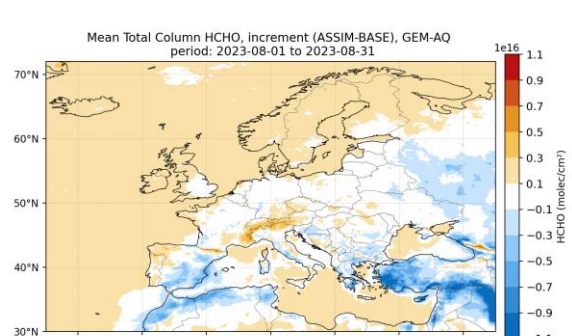 Mean Total Column HCHO, increment (ASSIM-BASE), GEM-AQ
period: 2023-08-01 to 2023-08-31
1e16
70°N
60°N
50°N
40°N
30°N
1.1
0.9
0.7
0.5
0.3
0.1
−0.1
−0.3
−0.5
−0.7
−0.9
HCHO (molec/cm²)